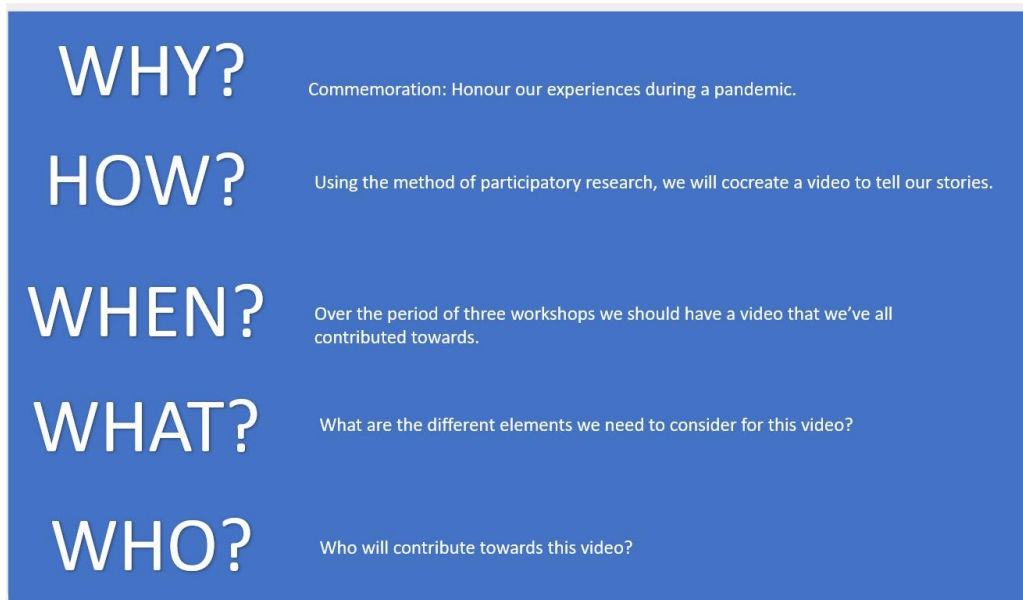 WHY?
Commemoration: Honour our experiences during a pandemic.
HOW?
Using the method of participatory research, we will cocreate a video to tell our stories.
WHEN?
Over the period of three workshops we should have a video that we’ve all
contributed towards.
WHAT?
What are the different elements we need to consider for this video?
WHO?
Who will contribute towards this video?